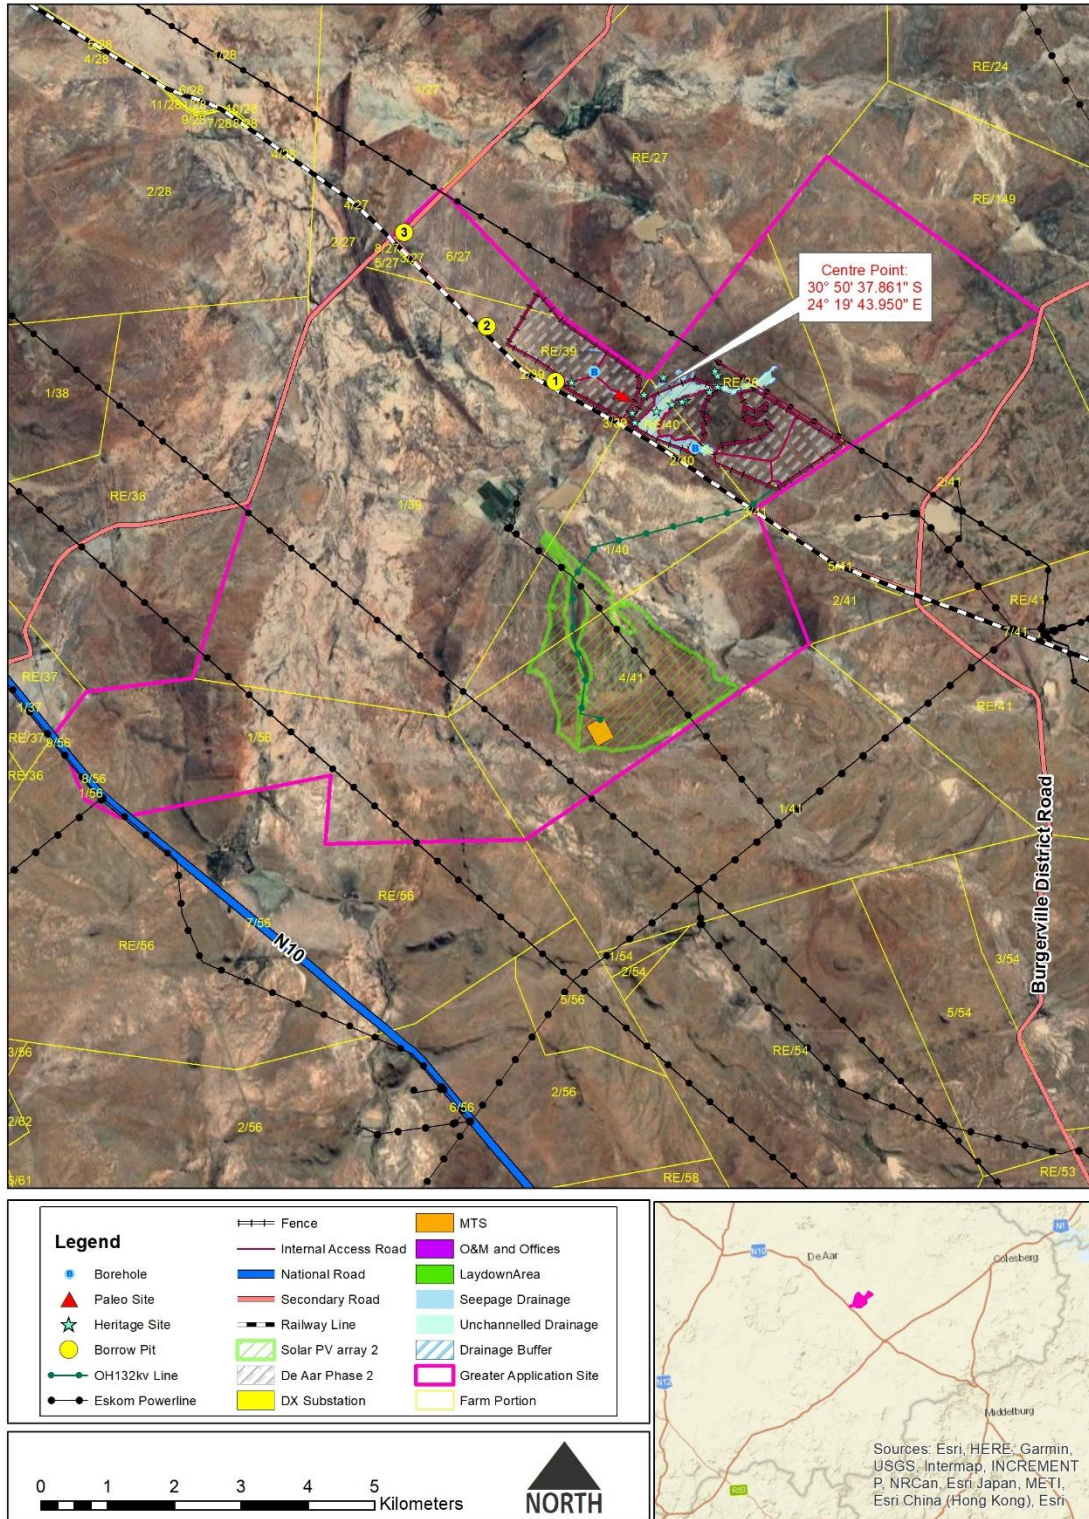 5/28
4/28
1/28
6/28
11/28
1/28
10/28
9/28
7/28
8/28
4/28
1/27
RE/24
RE/27
2/28
RE/149
4/27
2/27
3
8/27
3/27
5/27
6/27
Centre Point:
30° 50' 37.861" S
24° 19' 43.950" E
2
RE/39
B
2/39
1
RE/26
1/38
3/39
RE/40
B
2/40
RE/38
1/39
2/41
3/41
1/40
5/41
2/41
RE/41
7/41
RE/37
4/41
RE/41
1/37
RE/37
9/56
1/56
RE/36
8/56
1/56
1/41
Burgerville District Road
RE/56
7/56
N10
RE/56
1/54
2/54
3/54
5/56
5/54
3/56
RE/54
2/56
6/56
2/62
2/56
5/61
RE/58
RE/53
Legend
B Borehole
Paleo Site
Heritage Site
Borrow Pit
OH132kv Line
Eskom Powerline
Fence
Internal Access Road
National Road
Secondary Road
Railway Line
Solar PV array 2
De Aar Phase 2
DX Substation
MTS
O&M and Offices
LaydownArea
Seepage Drainage
Unchannelled Drainage
Drainage Buffer
Greater Application Site
Farm Portion
0 1 2 3 4 5
Kilometers
NORTH
N1
N10
De Aar
Colesberg
N12
Middelburg
R63
Sources: Esri, HERE, Garmin,
USGS, Intermap, INCREMENT
P, NRCan, Esri Japan, METI,
Esri China (Hong Kong), Esri